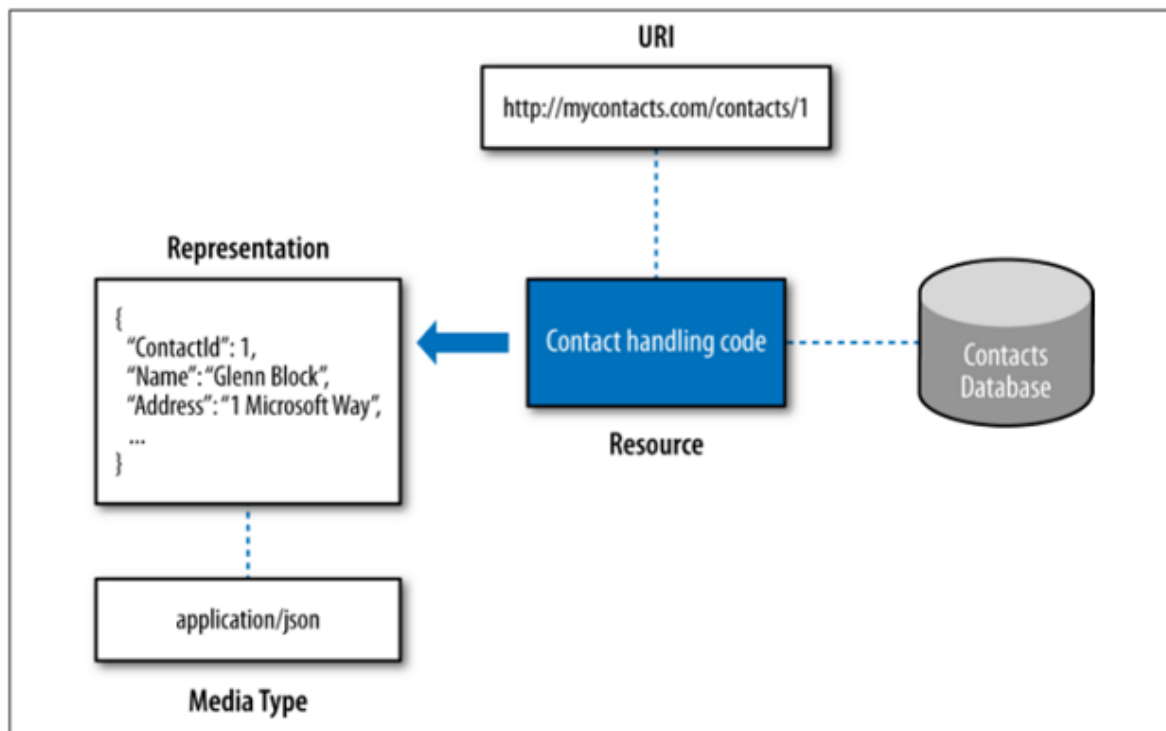 URI
http://mycontacts.com/contacts/1
Representation
{
“ContactId”: 1,
“Name”: “Glenn Block”,
“Address”: “1 Microsoft Way”,
...
}
Contact handling code
Resource
Contacts
Database
application/json
Media Type